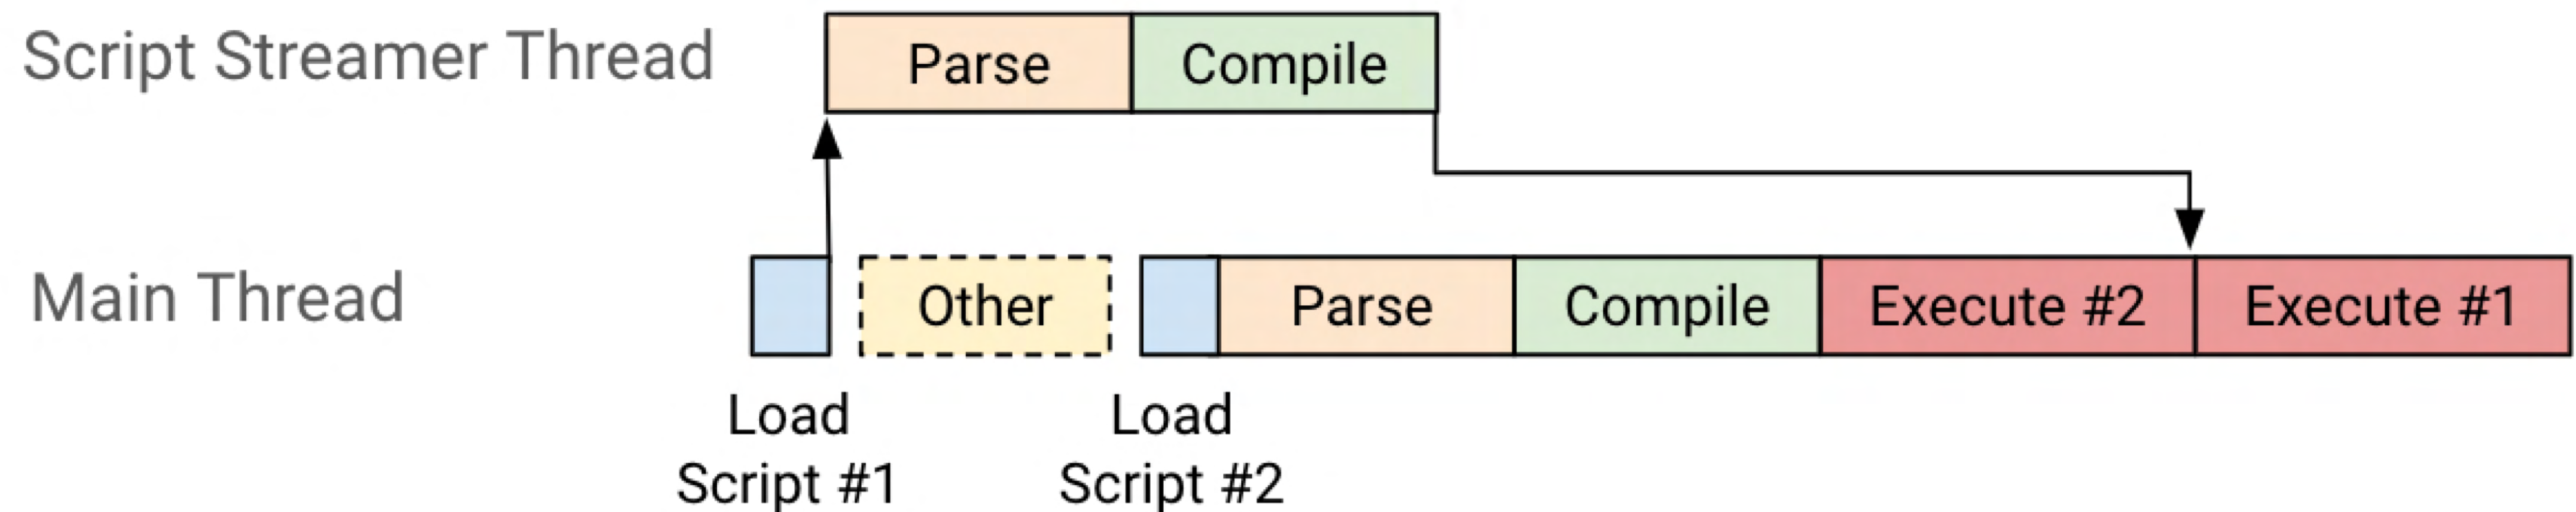 Script Streamer Thread
Parse
Compile
Main Thread
Other
Parse
Compile
Execute #2
Execute #1
Load
Script #1
Load
Script #2